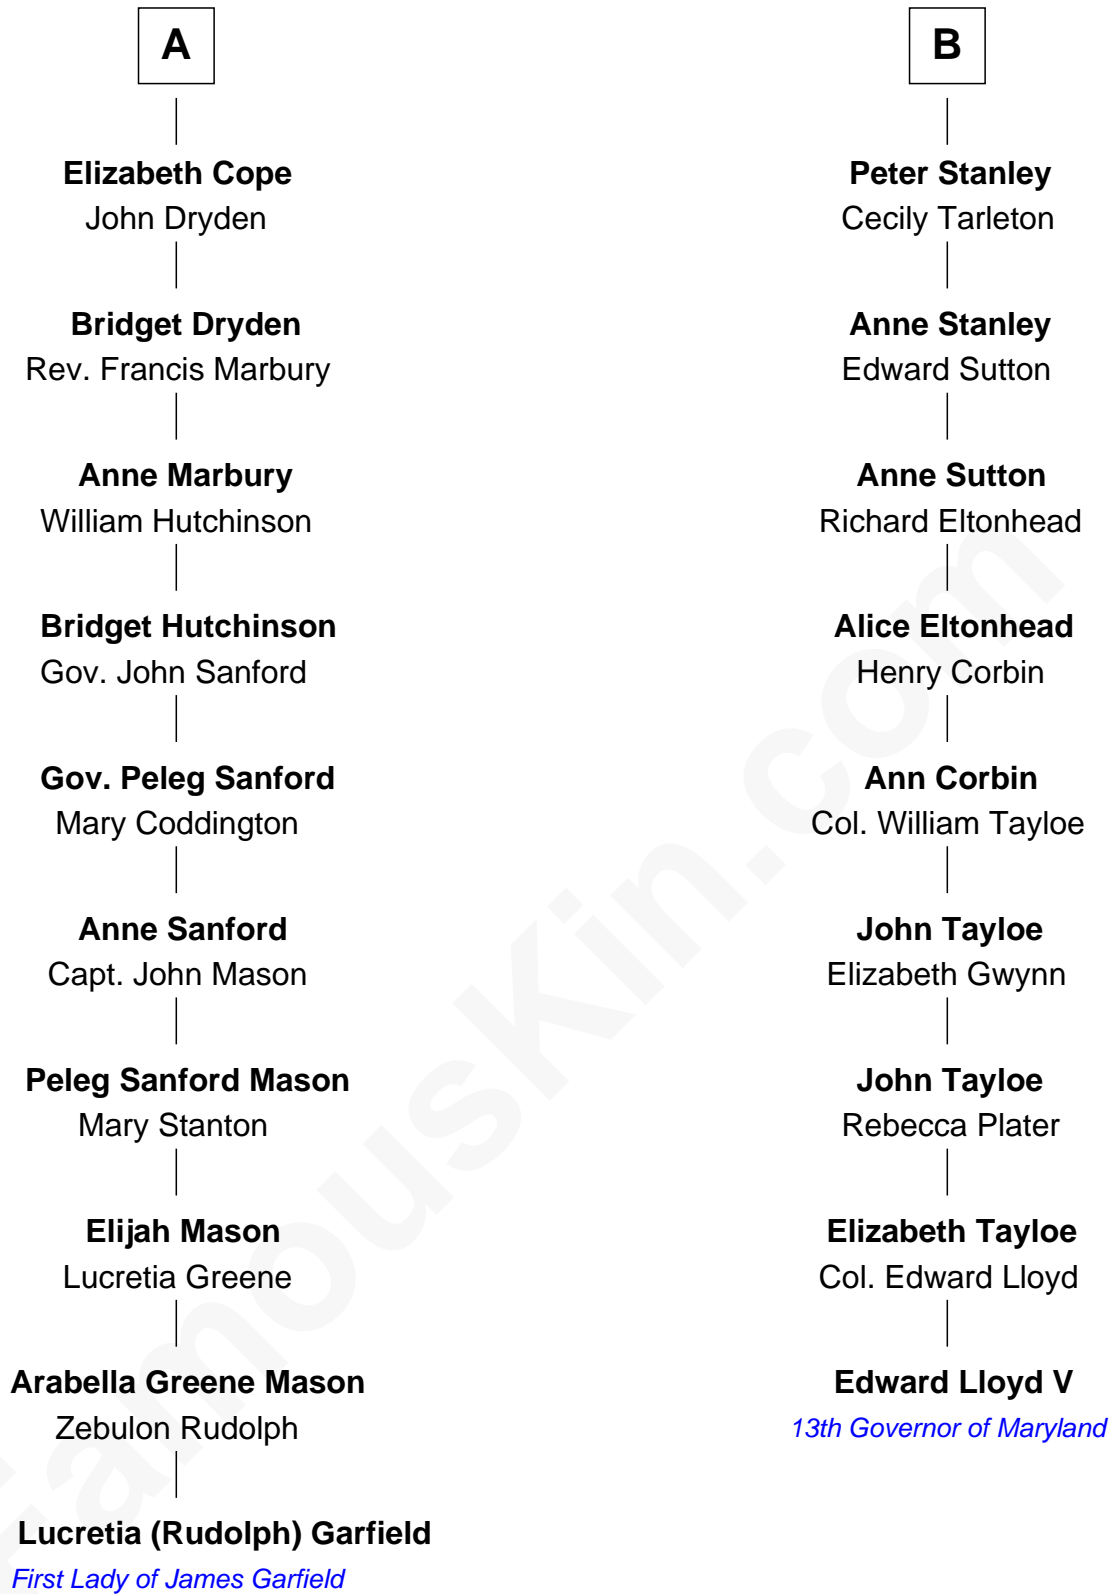 A
Elizabeth Cope
John Dryden
Bridget Dryden
Rev. Francis Marbury
Anne Marbury
William Hutchinson
Bridget Hutchinson
Gov. John Sanford
Gov. Peleg Sanford
Mary Coddington
Anne Sanford
Capt. John Mason
Peleg Sanford Mason
Mary Stanton
Elijah Mason
Lucretia Greene
Arabella Greene Mason
Zebulon Rudolph
Lucretia (Rudolph) Garfield
First Lady of James Garfield
B
Peter Stanley
Cecily Tarleton
Anne Stanley
Edward Sutton
Anne Sutton
Richard Eltonhead
Alice Eltonhead
Henry Corbin
Ann Corbin
Col. William Tayloe
John Tayloe
Elizabeth Gwynn
John Tayloe
Rebecca Plater
Elizabeth Tayloe
Col. Edward Lloyd
Edward Lloyd V
13th Governor of Maryland
FamousKin.com